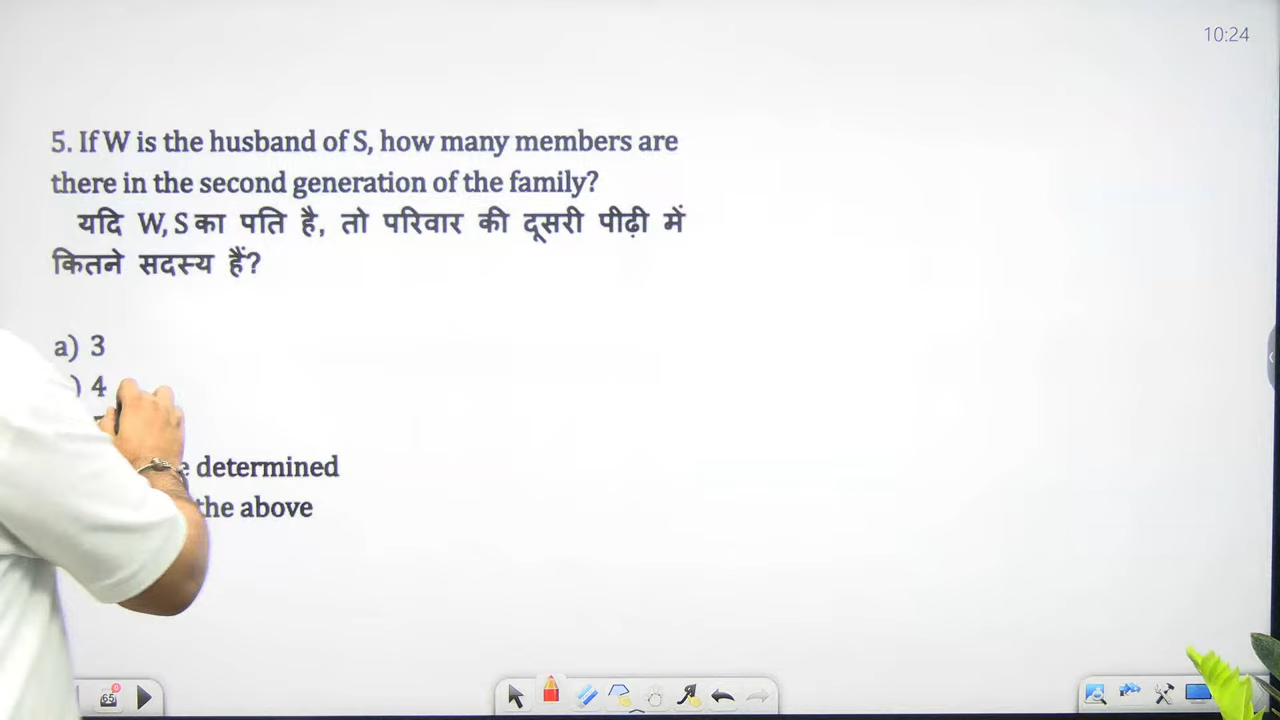 10:24
5. If W is the husband of S, how many members are
there in the second generation of the family?
यदि W, S का पति है, तो परिवार की दूसरी पीढ़ी में
कितने सदस्य हैं?
a) 3
) 4
determined
the above
65